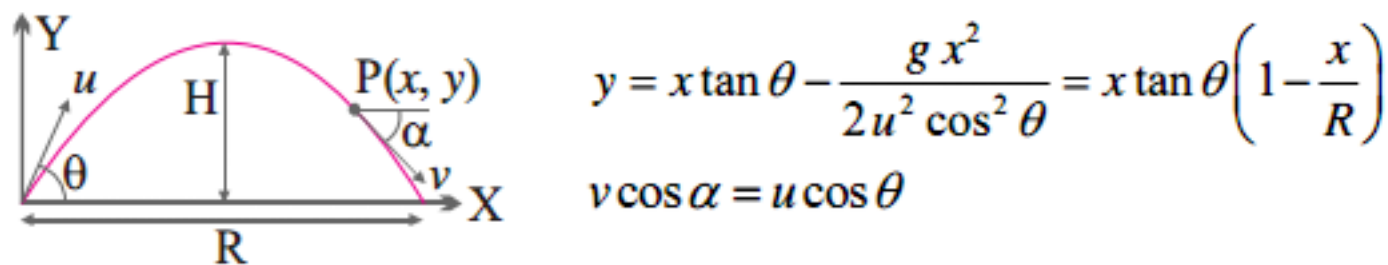 Y
u
H
P(x, y)
α
θ
v
X
R
y = x tan θ − g x² / 2u² cos² θ = x tan θ (1 − x/R)
v cos α = u cos θ